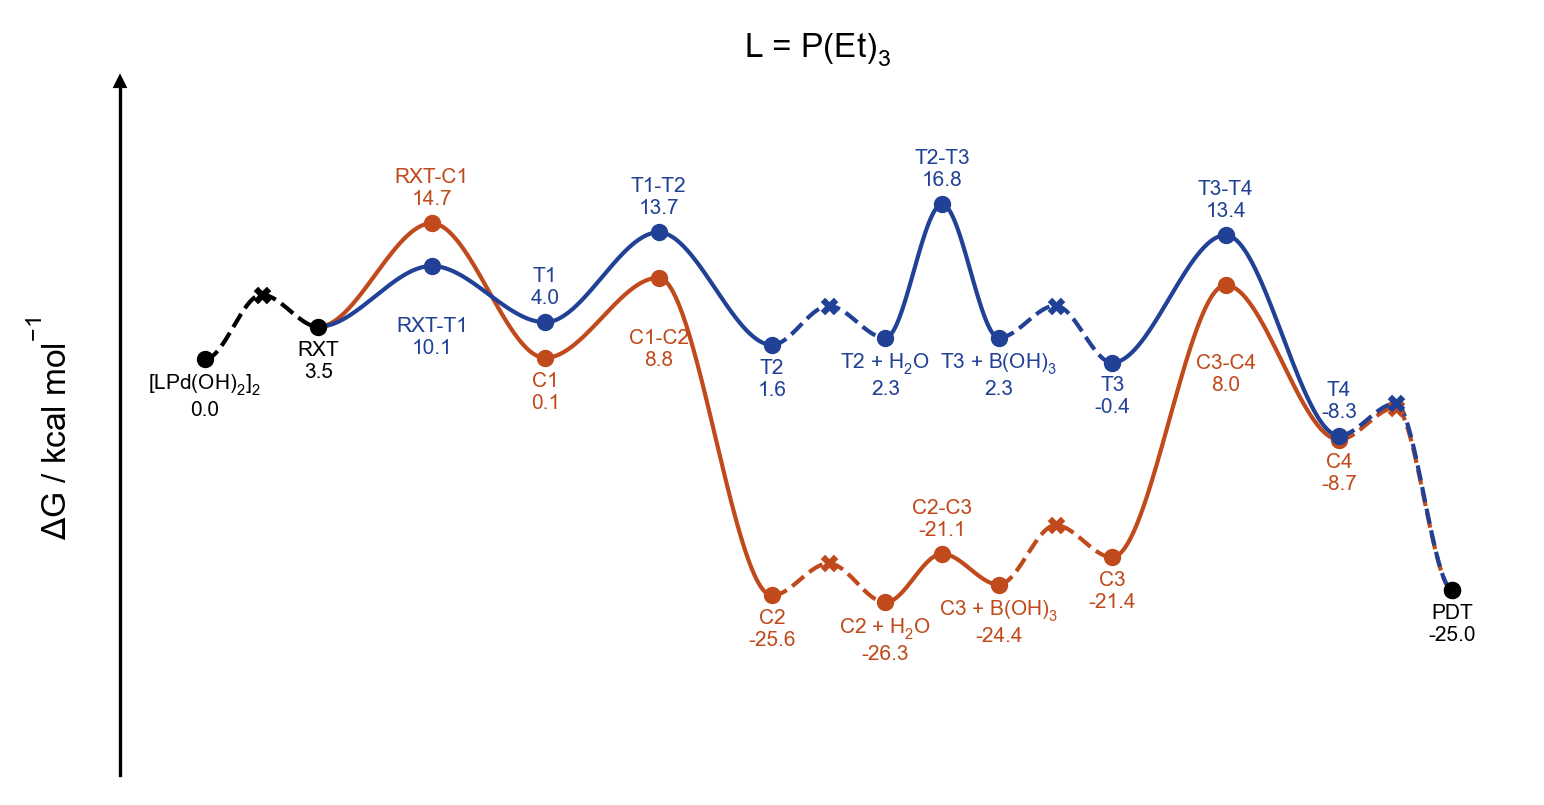 L = P(Et)₃
ΔG / kcal mol⁻¹
[LPd(OH)₂]₂
0.0
RXT
3.5
RXT-C1
14.7
RXT-T1
10.1
T1
4.0
C1
0.1
T1-T2
13.7
C1-C2
8.8
T2
1.6
C2
-25.6
T2 + H₂O
2.3
C2 + H₂O
-26.3
T2-T3
16.8
C2-C3
-21.1
T3 + B(OH)₃
2.3
C3 + B(OH)₃
-24.4
T3
-0.4
C3
-21.4
T3-T4
13.4
C3-C4
8.0
T4
-8.3
C4
-8.7
PDT
-25.0